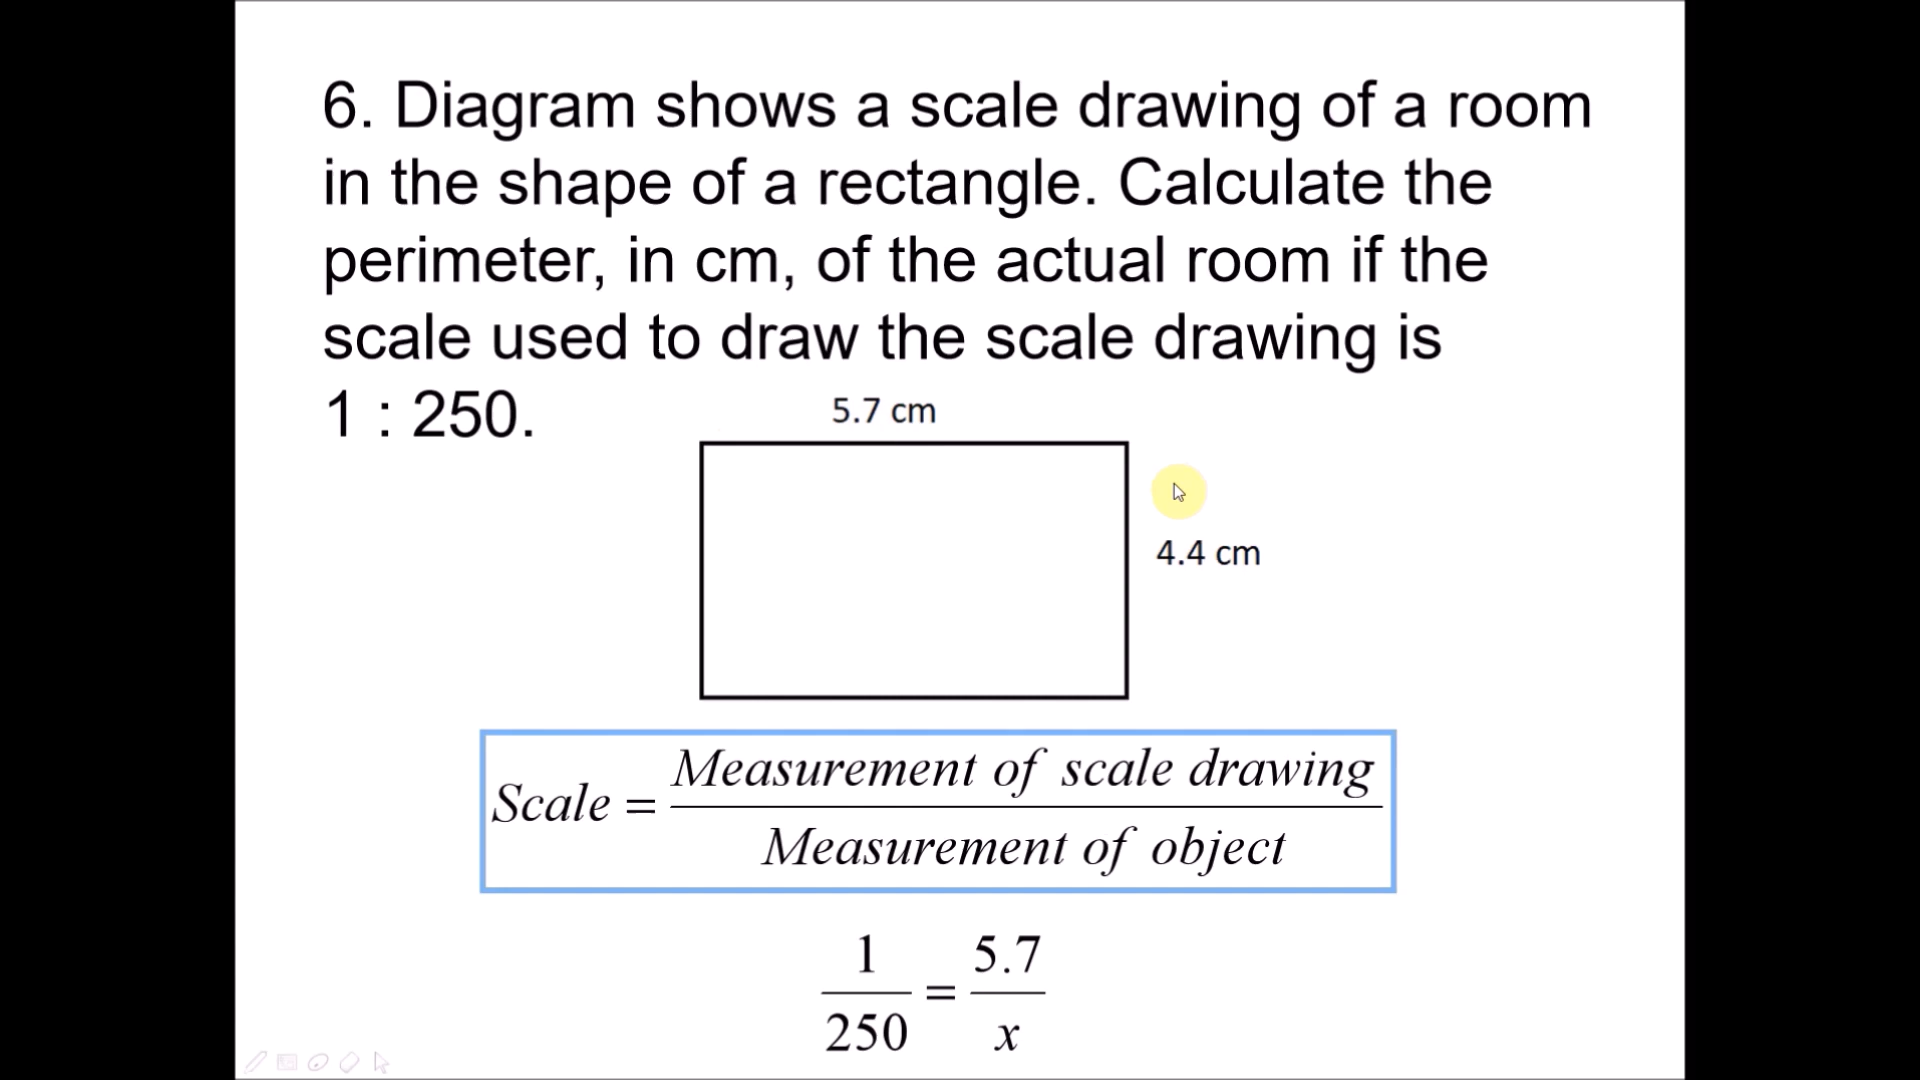 6. Diagram shows a scale drawing of a room
in the shape of a rectangle. Calculate the
perimeter, in cm, of the actual room if the
scale used to draw the scale drawing is
1 : 250.
5.7 cm
4.4 cm
Scale = Measurement of scale drawing / Measurement of object
1/250 = 5.7/x